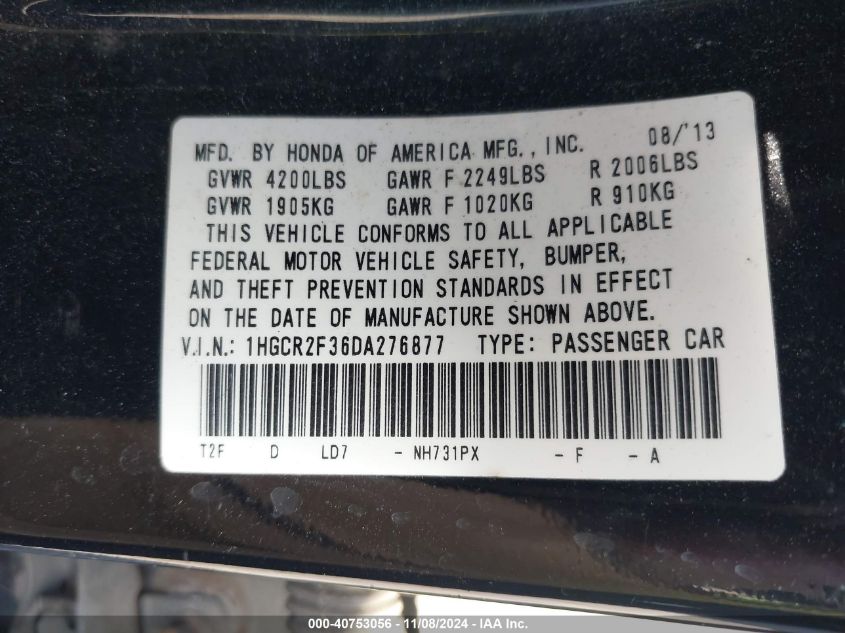 MFD. BY HONDA OF AMERICA MFG., INC. 08/'13
GVWR 4200LBS GAWR F 2249LBS R 2006LBS
GVWR 1905KG GAWR F 1020KG R 910KG
THIS VEHICLE CONFORMS TO ALL APPLICABLE
FEDERAL MOTOR VEHICLE SAFETY, BUMPER,
AND THEFT PREVENTION STANDARDS IN EFFECT
ON THE DATE OF MANUFACTURE SHOWN ABOVE.
V.I.N.: 1HGCR2F36DA276877 TYPE: PASSENGER CAR
T2F D LD7 - NH731PX - F - A
000-40753056 - 11/08/2024 - IAA Inc.